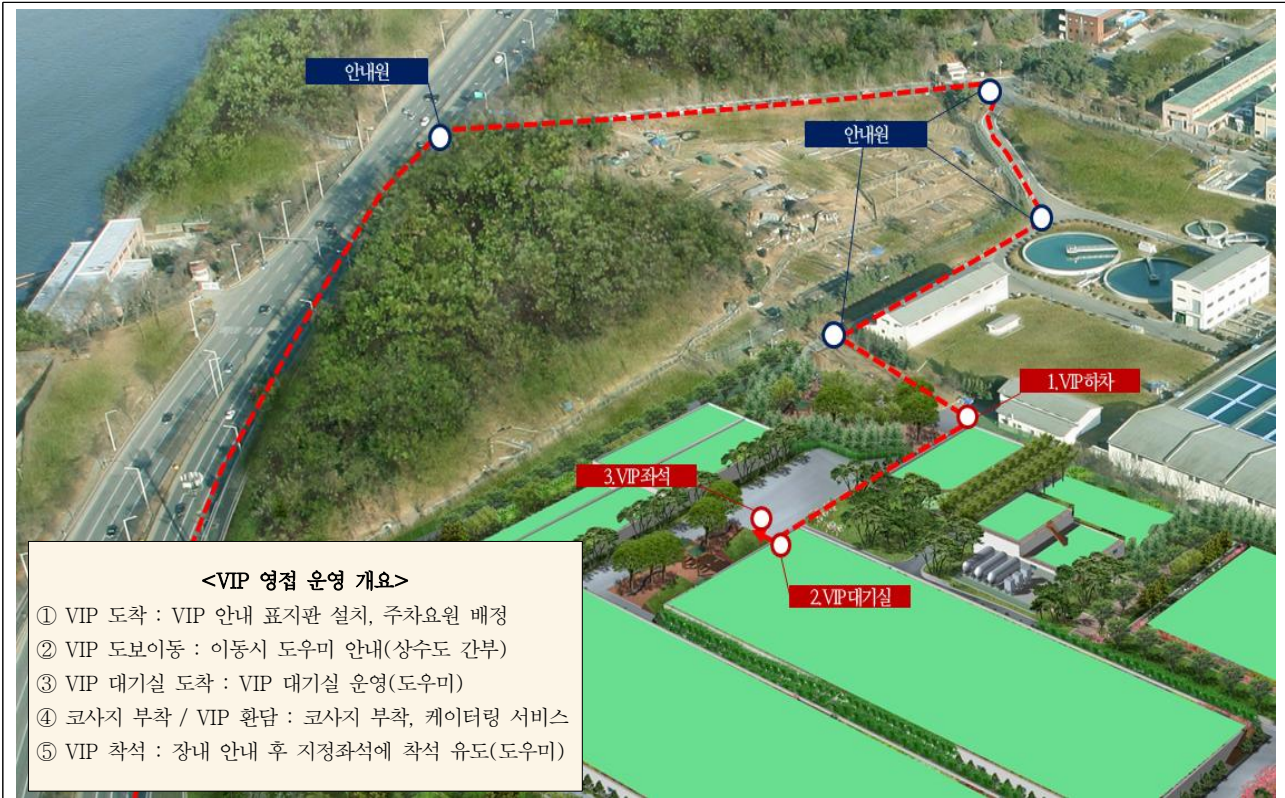 안내원
안내원
1.VIP하차
3.VIP좌석
2.VIP대기실
<VIP 영접 운영 개요>
① VIP 도착 : VIP 안내 표지판 설치, 주차요원 배정
② VIP 도보이동 : 이동시 도우미 안내(상수도 간부)
③ VIP 대기실 도착 : VIP 대기실 운영(도우미)
④ 코사지 부착 / VIP 환담 : 코사지 부착, 케이터링 서비스
⑤ VIP 착석 : 장내 안내 후 지정좌석에 착석 유도(도우미)